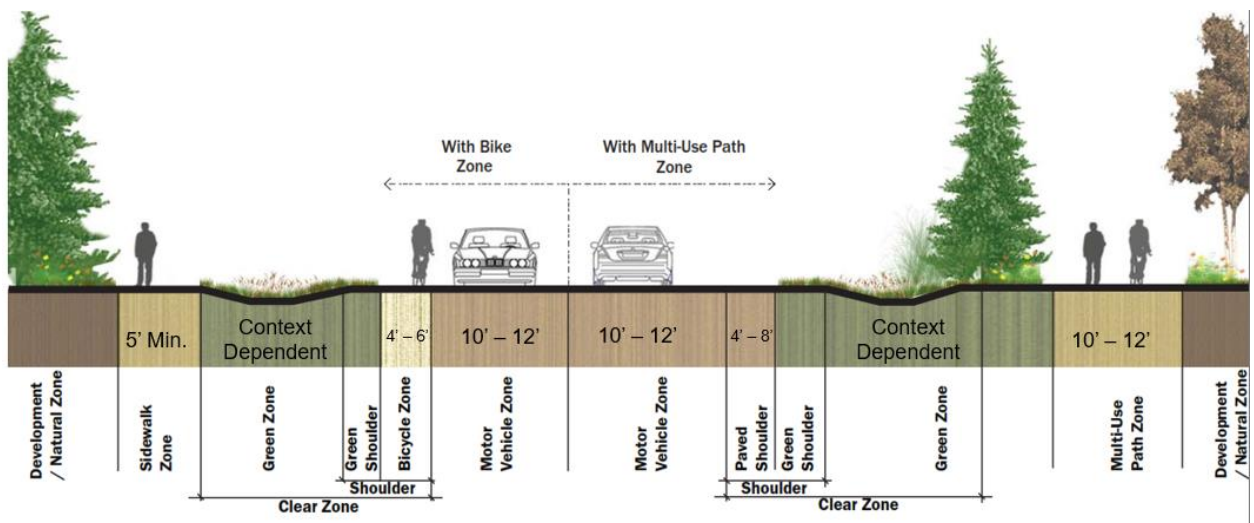 With Bike
Zone
With Multi-Use Path
Zone
5’ Min.
Context
Dependent
4’ – 6’
10’ – 12’
10’ – 12’
4’ – 8’
Context
Dependent
10’ – 12’
Development
/ Natural Zone
Sidewalk
Zone
Green Zone
Green
Shoulder
Bicycle Zone
Motor
Vehicle Zone
Motor
Vehicle Zone
Paved
Shoulder
Green
Shoulder
Green Zone
Multi-Use
Path Zone
Development
/ Natural Zone
Shoulder
Clear Zone
Shoulder
Clear Zone